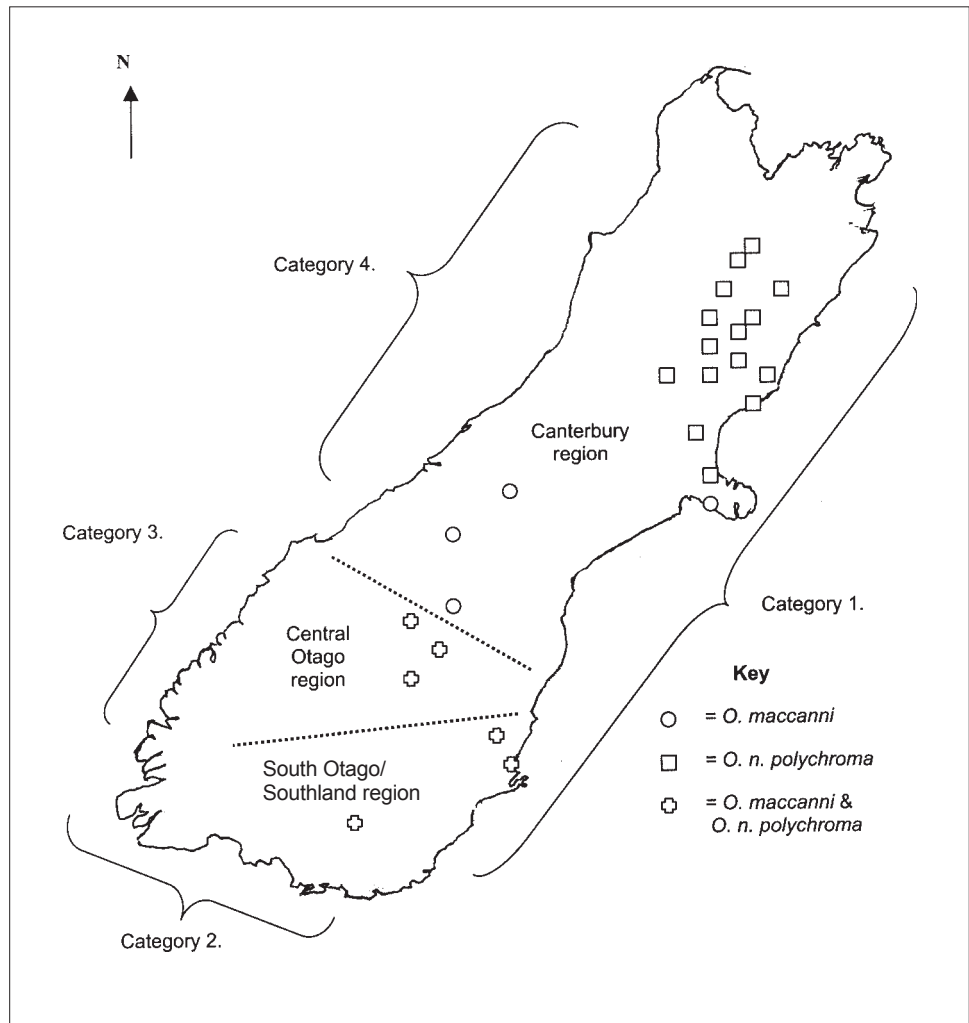 N
Category 4.
Canterbury
region
Category 3.
Central
Otago
region
Category 1.
South Otago/
Southland region
Category 2.
Key
= O. maccanni
= O. n. polychroma
= O. maccanni &
O. n. polychroma